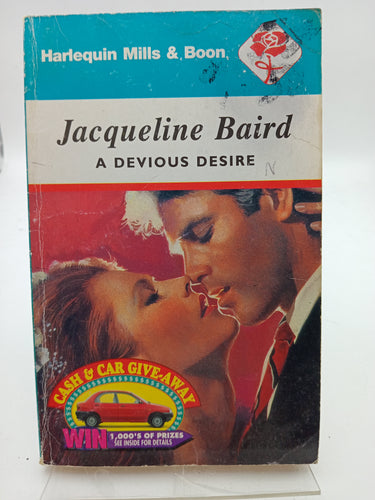 Harlequin Mills & Boon
Jacqueline Baird
A DEVIOUS DESIRE
N
CASH & CAR GIVE-AWAY
WIN 1,000'S OF PRIZES
SEE INSIDE FOR DETAILS